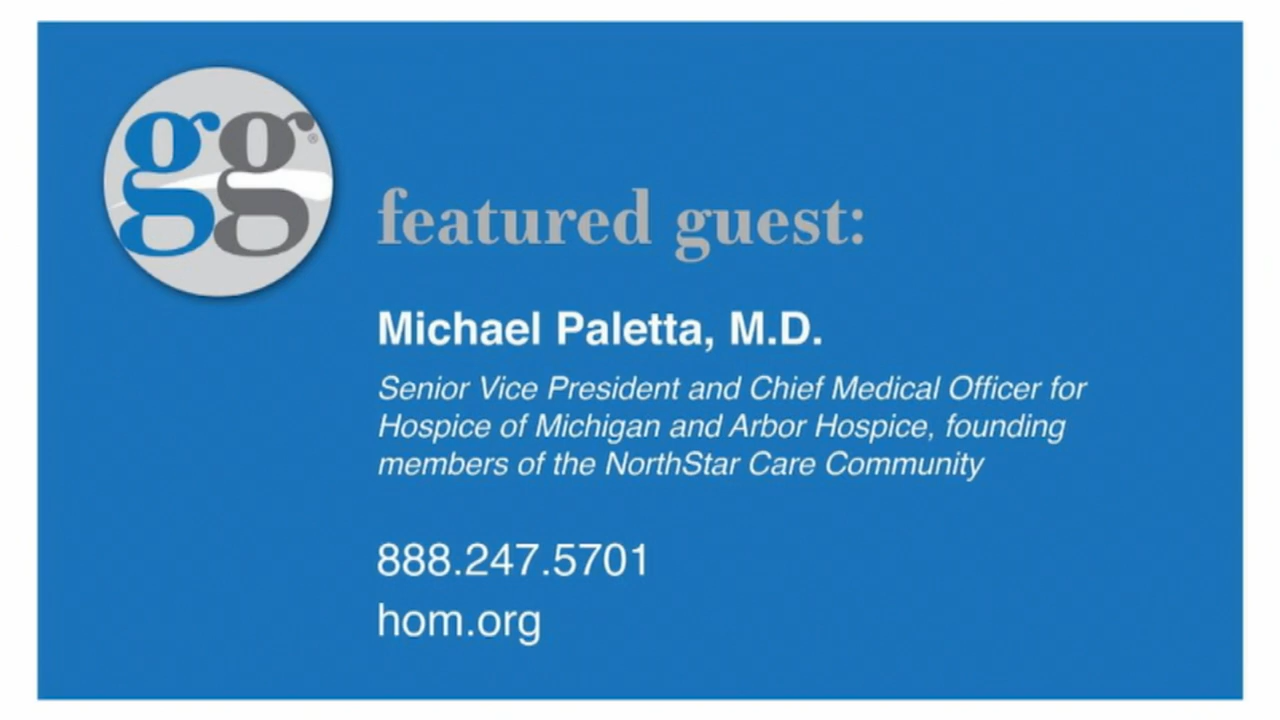 gg®
featured guest:
Michael Paletta, M.D.
Senior Vice President and Chief Medical Officer for
Hospice of Michigan and Arbor Hospice, founding
members of the NorthStar Care Community
888.247.5701
hom.org